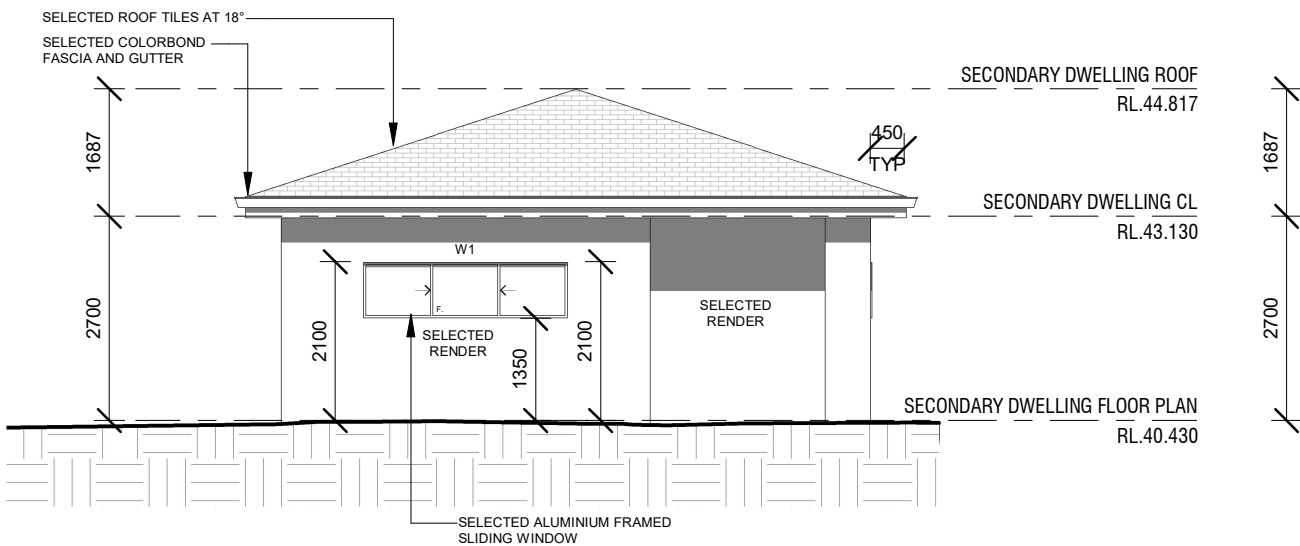 SELECTED ROOF TILES AT 18°
SELECTED COLORBOND
FASCIA AND GUTTER
SECONDARY DWELLING ROOF
RL.44.817
1687
450
TYP
1687
SECONDARY DWELLING CL
RL.43.130
W1
2700
2100
F.
SELECTED
RENDER
1350
2100
SELECTED
RENDER
2700
SECONDARY DWELLING FLOOR PLAN
RL.40.430
SELECTED ALUMINIUM FRAMED
SLIDING WINDOW